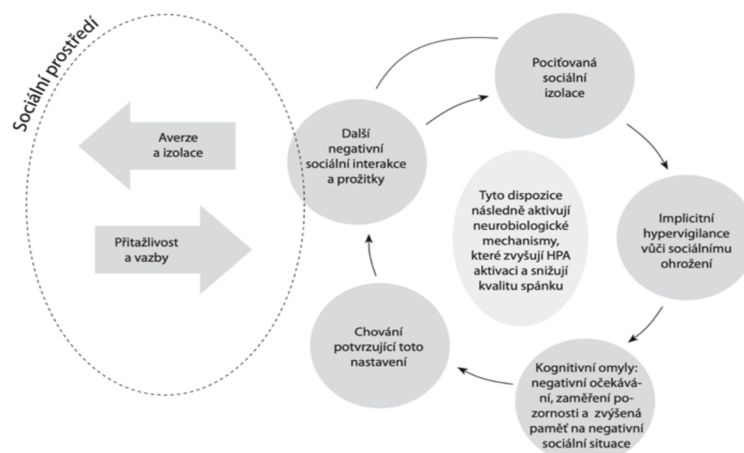 Sociální prostředí
Averze
a izolace
Přitažlivost
a vazby
Další
negativní
sociální interakce
a prožitky
Pociťovaná
sociální
izolace
Implicitní
hypervigilance
vůči sociálnímu
ohrožení
Kognitivní omyly:
negativní očekává-
ní, zaměření po-
zornosti a zvýšená
paměť na negativní
sociální situace
Chování
potvrzující toto
nastavení
Tyto dispozice
následně aktivují
neurobiologické
mechanismy,
které zvyšují HPA
aktivaci a snižují
kvalitu spánku